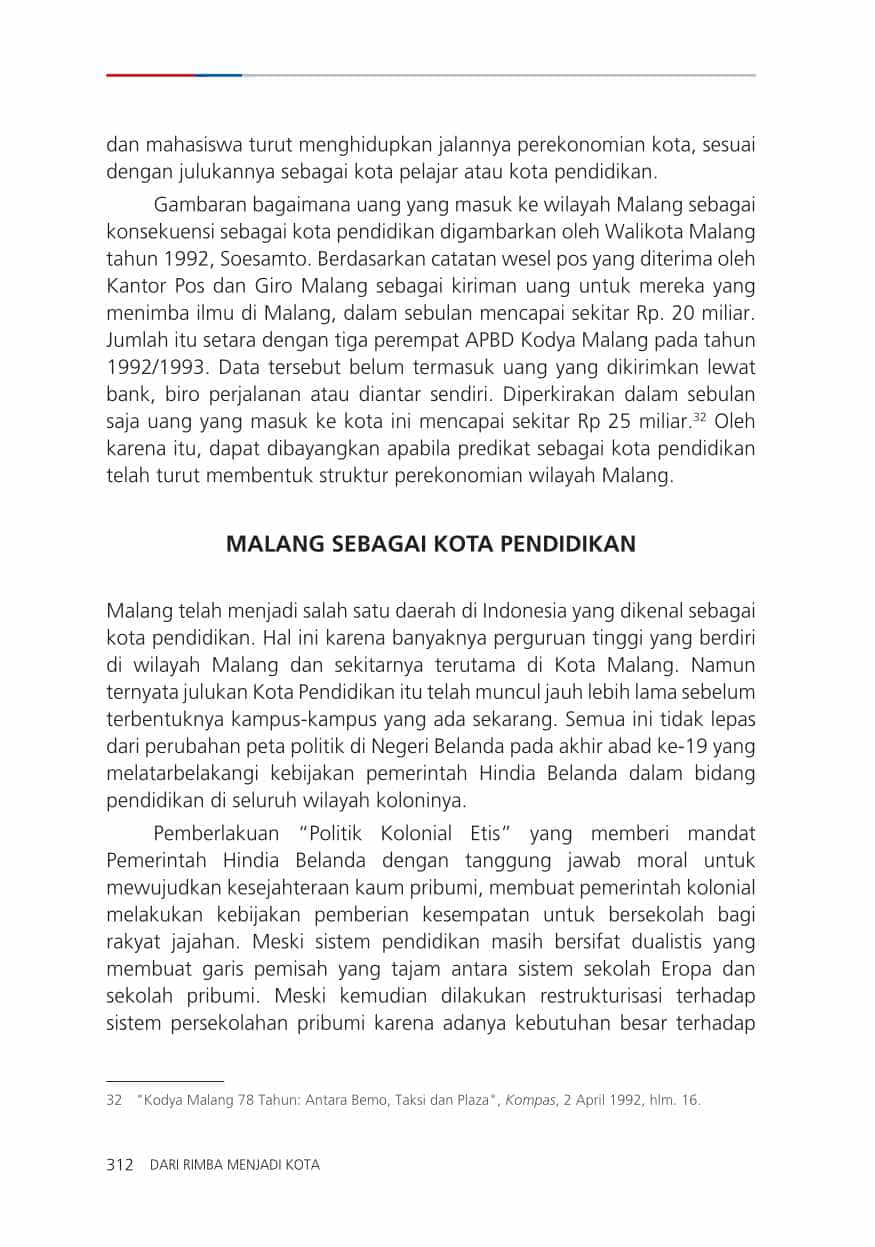 dan mahasiswa turut menghidupkan jalannya perekonomian kota, sesuai
dengan julukannya sebagai kota pelajar atau kota pendidikan.
Gambaran bagaimana uang yang masuk ke wilayah Malang sebagai
konsekuensi sebagai kota pendidikan digambarkan oleh Walikota Malang
tahun 1992, Soesamto. Berdasarkan catatan wesel pos yang diterima oleh
Kantor Pos dan Giro Malang sebagai kiriman uang untuk mereka yang
menimba ilmu di Malang, dalam sebulan mencapai sekitar Rp. 20 miliar.
Jumlah itu setara dengan tiga perempat APBD Kodya Malang pada tahun
1992/1993. Data tersebut belum termasuk uang yang dikirimkan lewat
bank, biro perjalanan atau diantar sendiri. Diperkirakan dalam sebulan
saja uang yang masuk ke kota ini mencapai sekitar Rp 25 miliar.32 Oleh
karena itu, dapat dibayangkan apabila predikat sebagai kota pendidikan
telah turut membentuk struktur perekonomian wilayah Malang.
MALANG SEBAGAI KOTA PENDIDIKAN
Malang telah menjadi salah satu daerah di Indonesia yang dikenal sebagai
kota pendidikan. Hal ini karena banyaknya perguruan tinggi yang berdiri
di wilayah Malang dan sekitarnya terutama di Kota Malang. Namun
ternyata julukan Kota Pendidikan itu telah muncul jauh lebih lama sebelum
terbentuknya kampus-kampus yang ada sekarang. Semua ini tidak lepas
dari perubahan peta politik di Negeri Belanda pada akhir abad ke-19 yang
melatarbelakangi kebijakan pemerintah Hindia Belanda dalam bidang
pendidikan di seluruh wilayah koloninya.
Pemberlakuan “Politik Kolonial Etis” yang memberi mandat
Pemerintah Hindia Belanda dengan tanggung jawab moral untuk
mewujudkan kesejahteraan kaum pribumi, membuat pemerintah kolonial
melakukan kebijakan pemberian kesempatan untuk bersekolah bagi
rakyat jajahan. Meski sistem pendidikan masih bersifat dualistis yang
membuat garis pemisah yang tajam antara sistem sekolah Eropa dan
sekolah pribumi. Meski kemudian dilakukan restrukturisasi terhadap
sistem persekolahan pribumi karena adanya kebutuhan besar terhadap
32 "Kodya Malang 78 Tahun: Antara Bemo, Taksi dan Plaza", Kompas, 2 April 1992, hlm. 16.
312 DARI RIMBA MENJADI KOTA